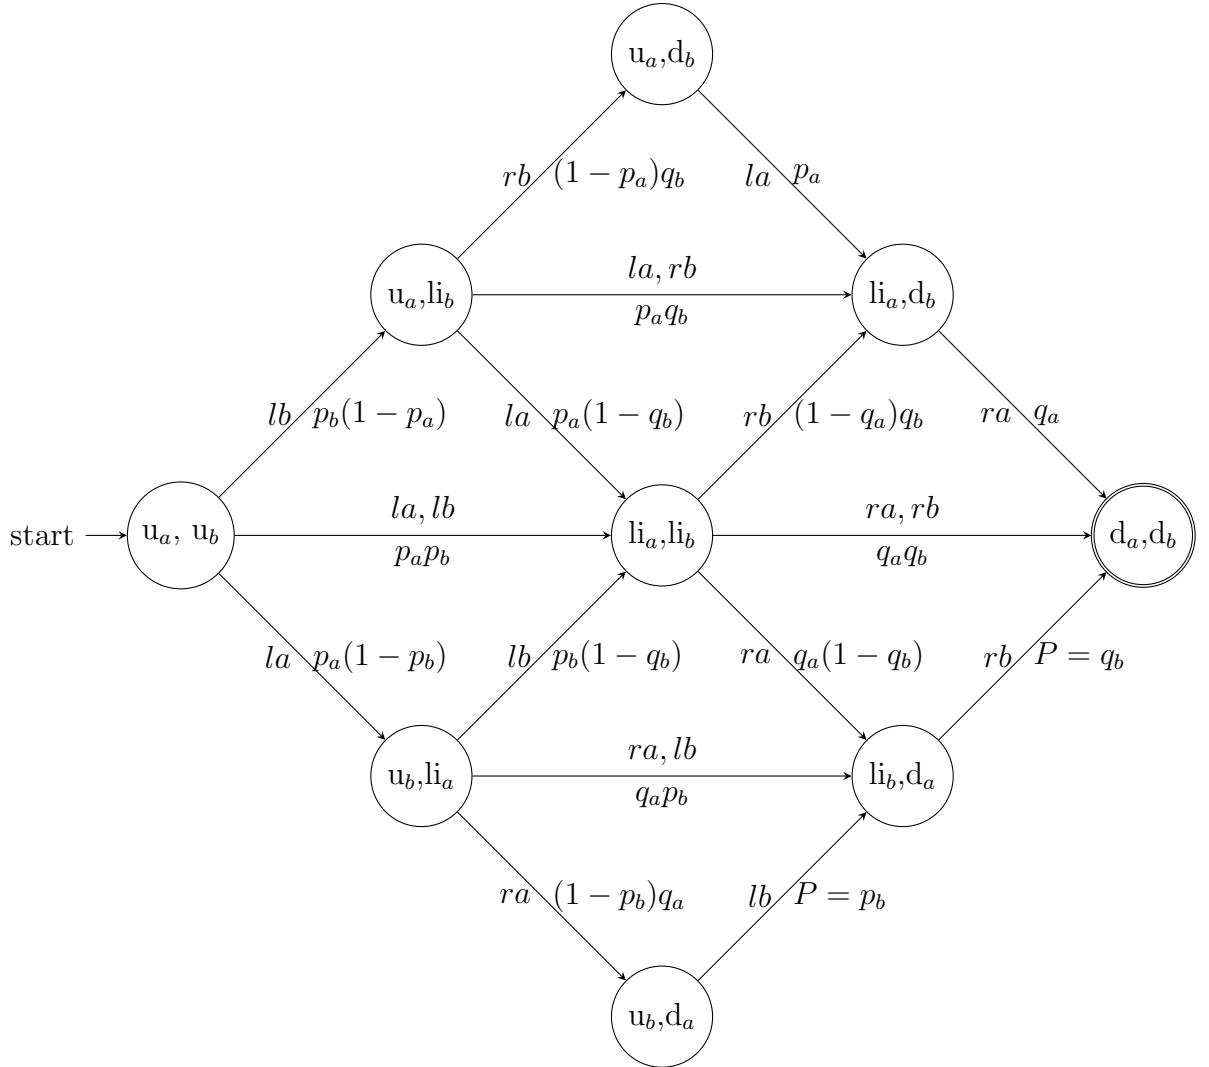 u_a,d_b
rb (1 − p_a)q_b
la p_a
la, rb
u_a,li_b
li_a,d_b
p_aq_b
lb p_b(1 − p_a)
la p_a(1 − q_b)
rb (1 − q_a)q_b
ra q_a
la, lb
ra, rb
start
u_a, u_b
li_a,li_b
d_a,d_b
p_ap_b
q_aq_b
la p_a(1 − p_b)
lb p_b(1 − q_b)
ra q_a(1 − q_b)
rb P = q_b
ra, lb
u_b,li_a
li_b,d_a
q_ap_b
ra (1 − p_b)q_a
lb P = p_b
u_b,d_a